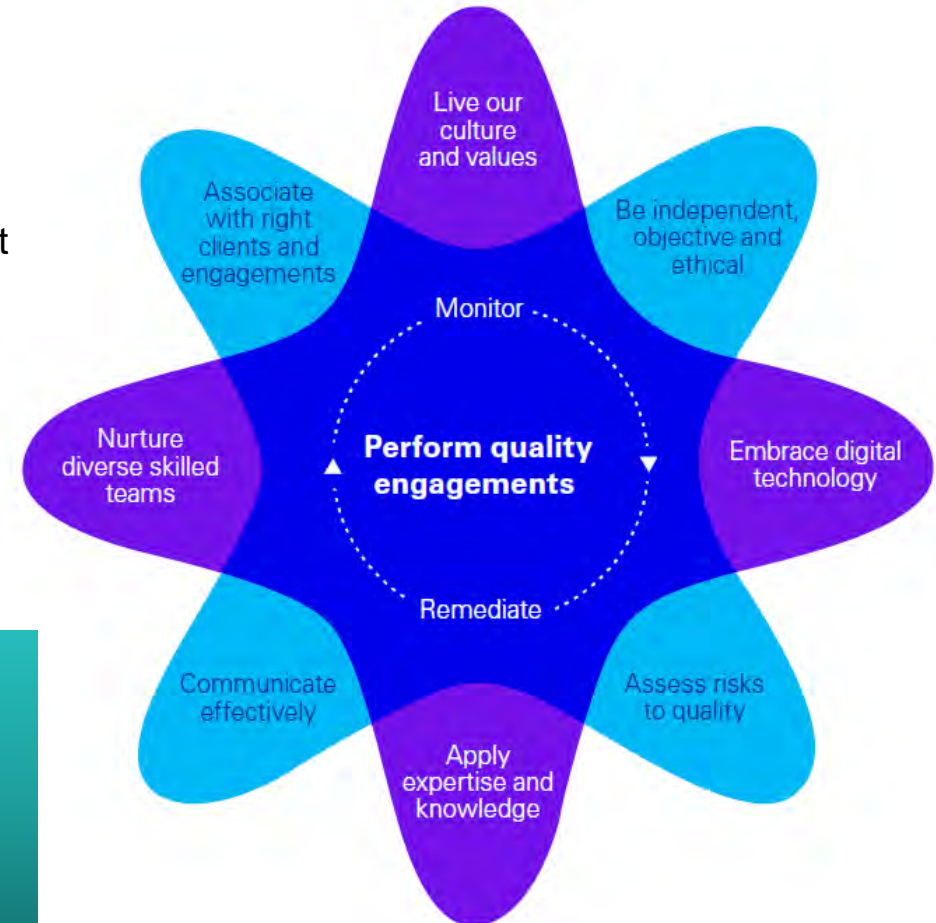 Live our
culture
and values
Be independent,
objective and
ethical
Embrace digital
technology
Assess risks
to quality
Apply
expertise and
knowledge
Communicate
effectively
Nurture
diverse skilled
teams
Associate
with right
clients and
engagements
Monitor
Perform quality
engagements
Remediate
t